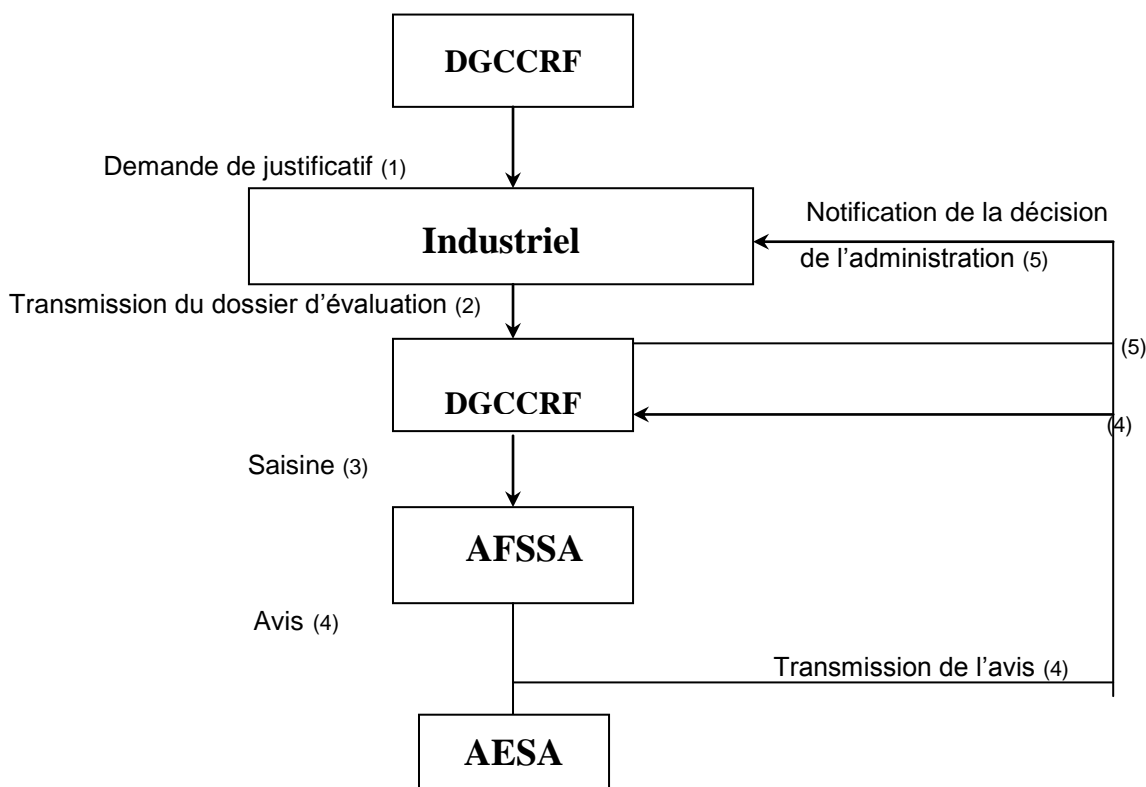 DGCCRF
Demande de justificatif (1)
Industriel
Notification de la décision
de l'administration (5)
Transmission du dossier d'évaluation (2)
(5)
DGCCRF
(4)
Saisine (3)
AFSSA
Avis (4)
Transmission de l'avis (4)
AESA